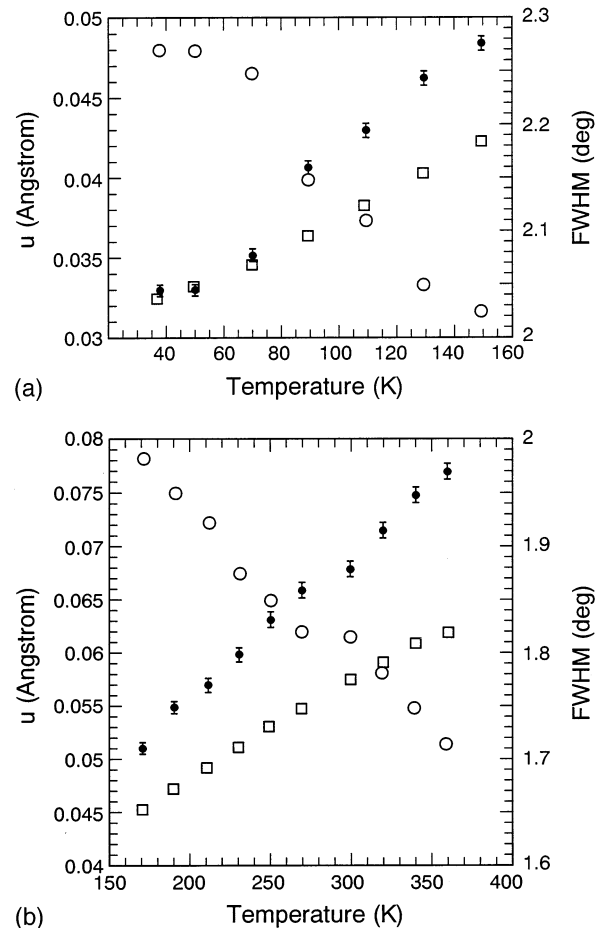 0.05
0.045
0.04
0.035
0.03
u (Angstrom)
2.3
2.2
2.1
2
FWHM (deg)
40 60 80 100 120 140 160
Temperature (K)
(a)
0.08
0.075
0.07
0.065
0.06
0.055
0.05
0.045
0.04
u (Angstrom)
2
1.9
1.8
1.7
1.6
FWHM (deg)
150 200 250 300 350 400
Temperature (K)
(b)